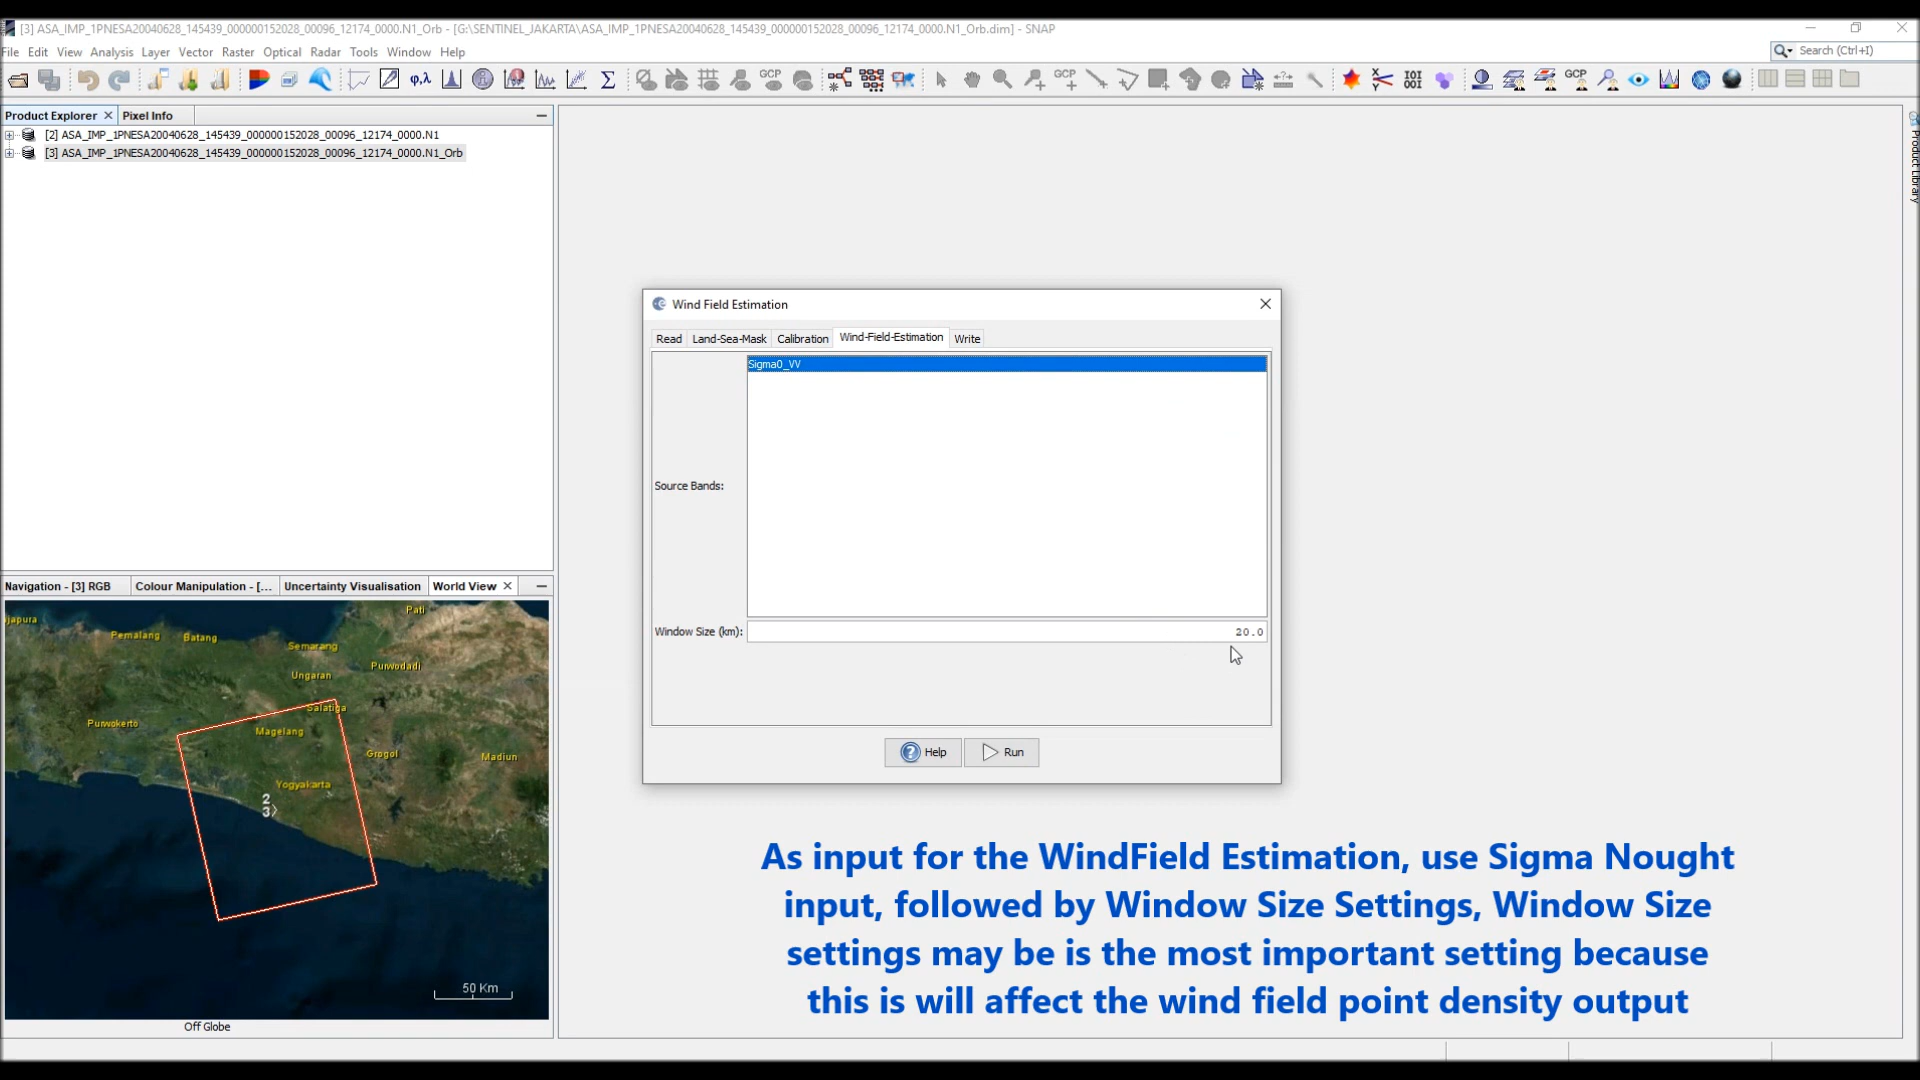 [3] ASA_IMP_1PNESA20040628_145439_000000152028_00096_12174_0000.N1_Orb - [G:\SENTINEL_JAKARTA\ASA_IMP_1PNESA20040628_145439_000000152028_00096_12174_0000.N1_Orb.dim] - SNAP
File Edit View Analysis Layer Vector Raster Optical Radar Tools Window Help
Search (Ctrl+I)
Product Explorer Pixel Info
[2] ASA_IMP_1PNESA20040628_145439_000000152028_00096_12174_0000.N1
[3] ASA_IMP_1PNESA20040628_145439_000000152028_00096_12174_0000.N1_Orb
Product Library
Wind Field Estimation
Read Land-Sea-Mask Calibration Wind-Field-Estimation Write
Sigma0_VV
Source Bands:
Window Size (km): 20.0
Help Run
Navigation - [3] RGB Colour Manipulation - [... Uncertainty Visualisation World View
Pati
Pemalang Batang
Semarang
Purwodadi
Ungaran
Salatiga
Purwokerto
Magelang
Grogol
Madiun
Yogyakarta
2
3
50 Km
Off Globe
As input for the WindField Estimation, use Sigma Nought
input, followed by Window Size Settings, Window Size
settings may be is the most important setting because
this is will affect the wind field point density output